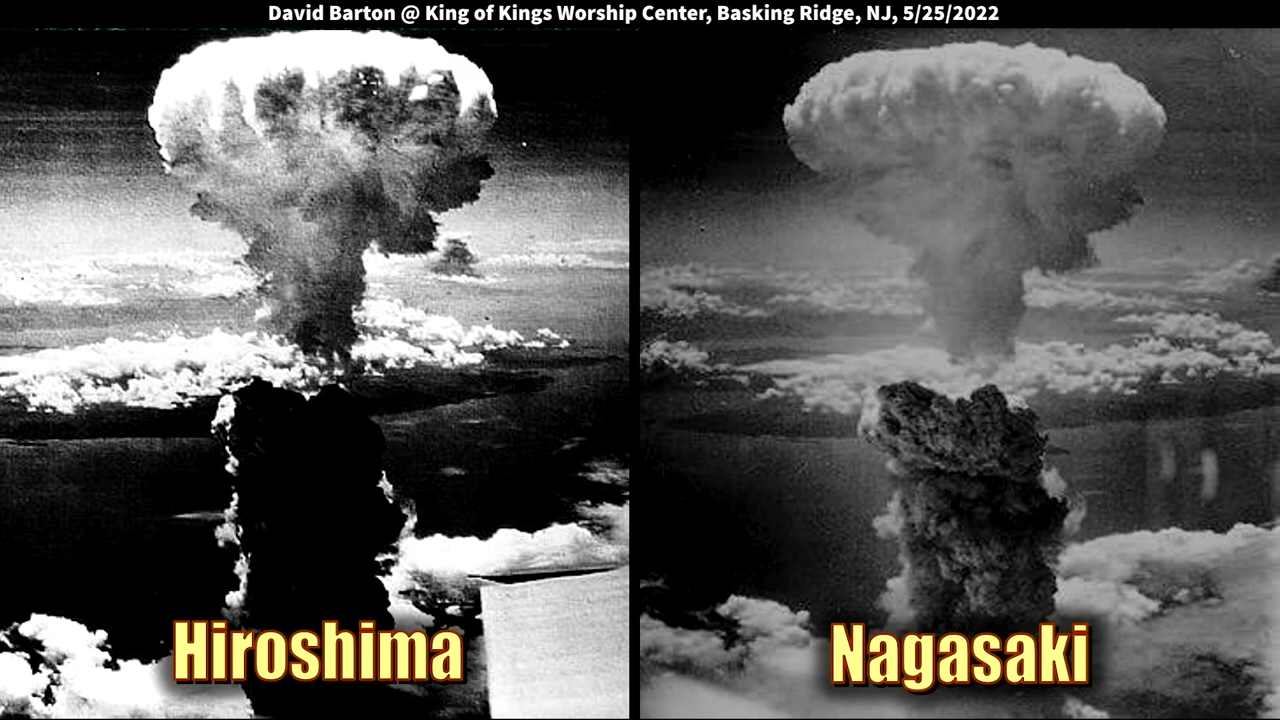 David Barton @ King of Kings Worship Center, Basking Ridge, NJ, 5/25/2022
Hiroshima
Nagasaki